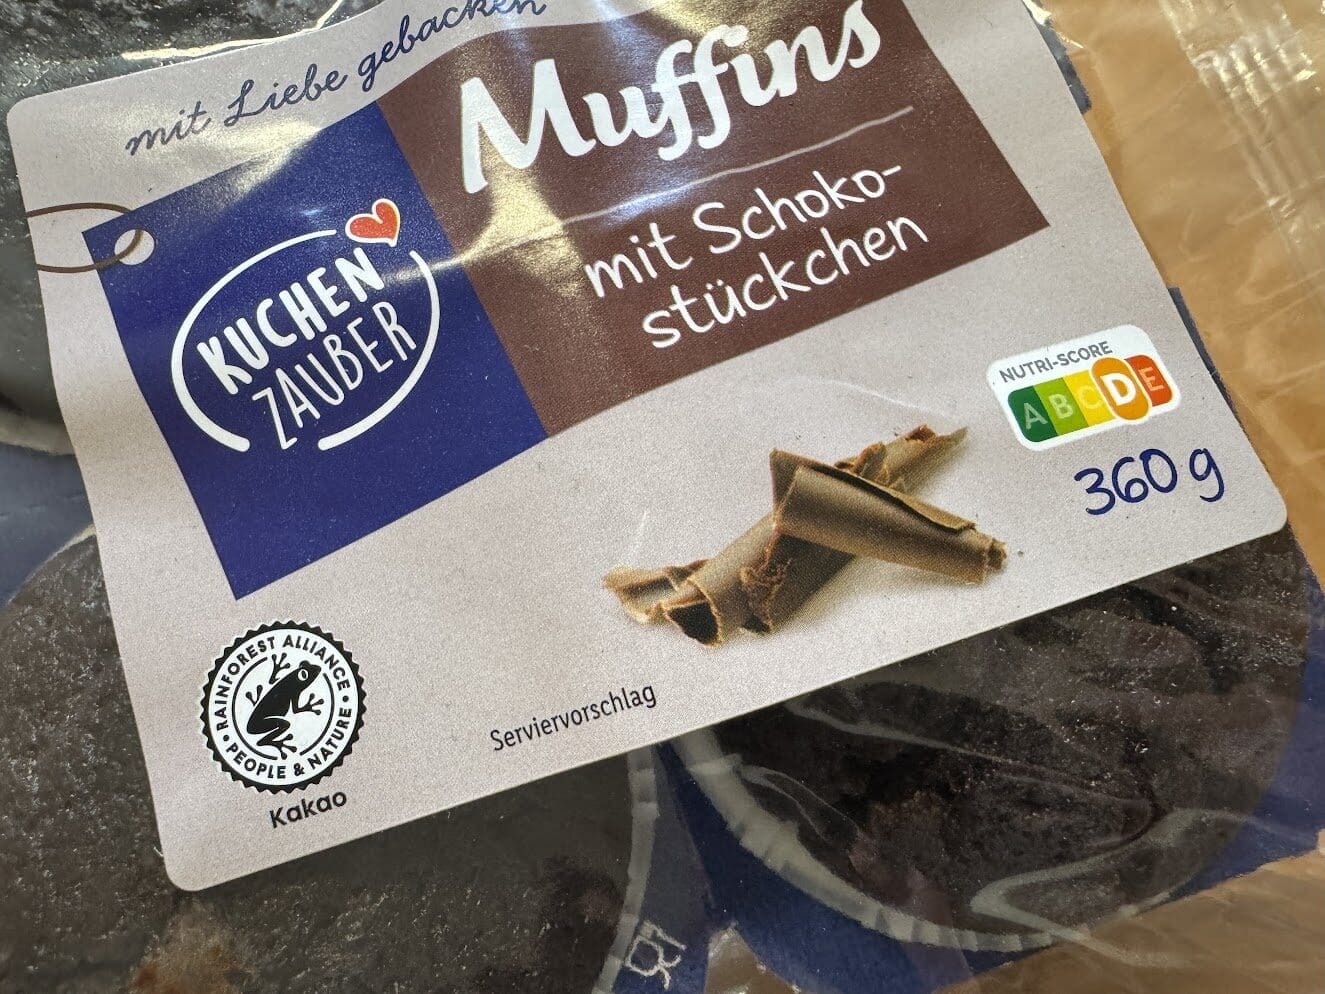 mit Liebe gebacken
Muffins
mit Schoko-
stückchen
KUCHEN
ZAUBER
NUTRI-SCORE
A B C D E
360 g
RAINFOREST ALLIANCE
PEOPLE & NATURE
Kakao
Serviervorschlag